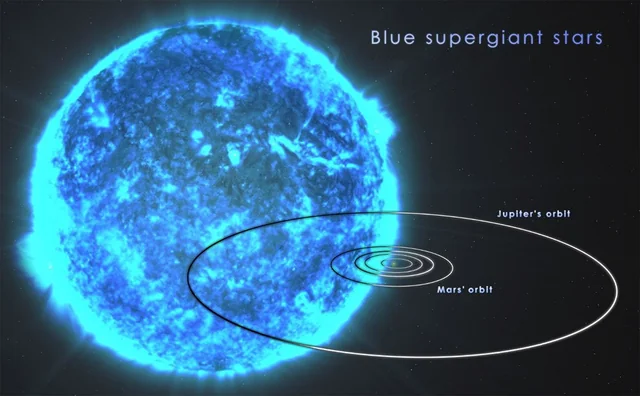 Blue supergiant stars
Jupiter's orbit
Mars' orbit